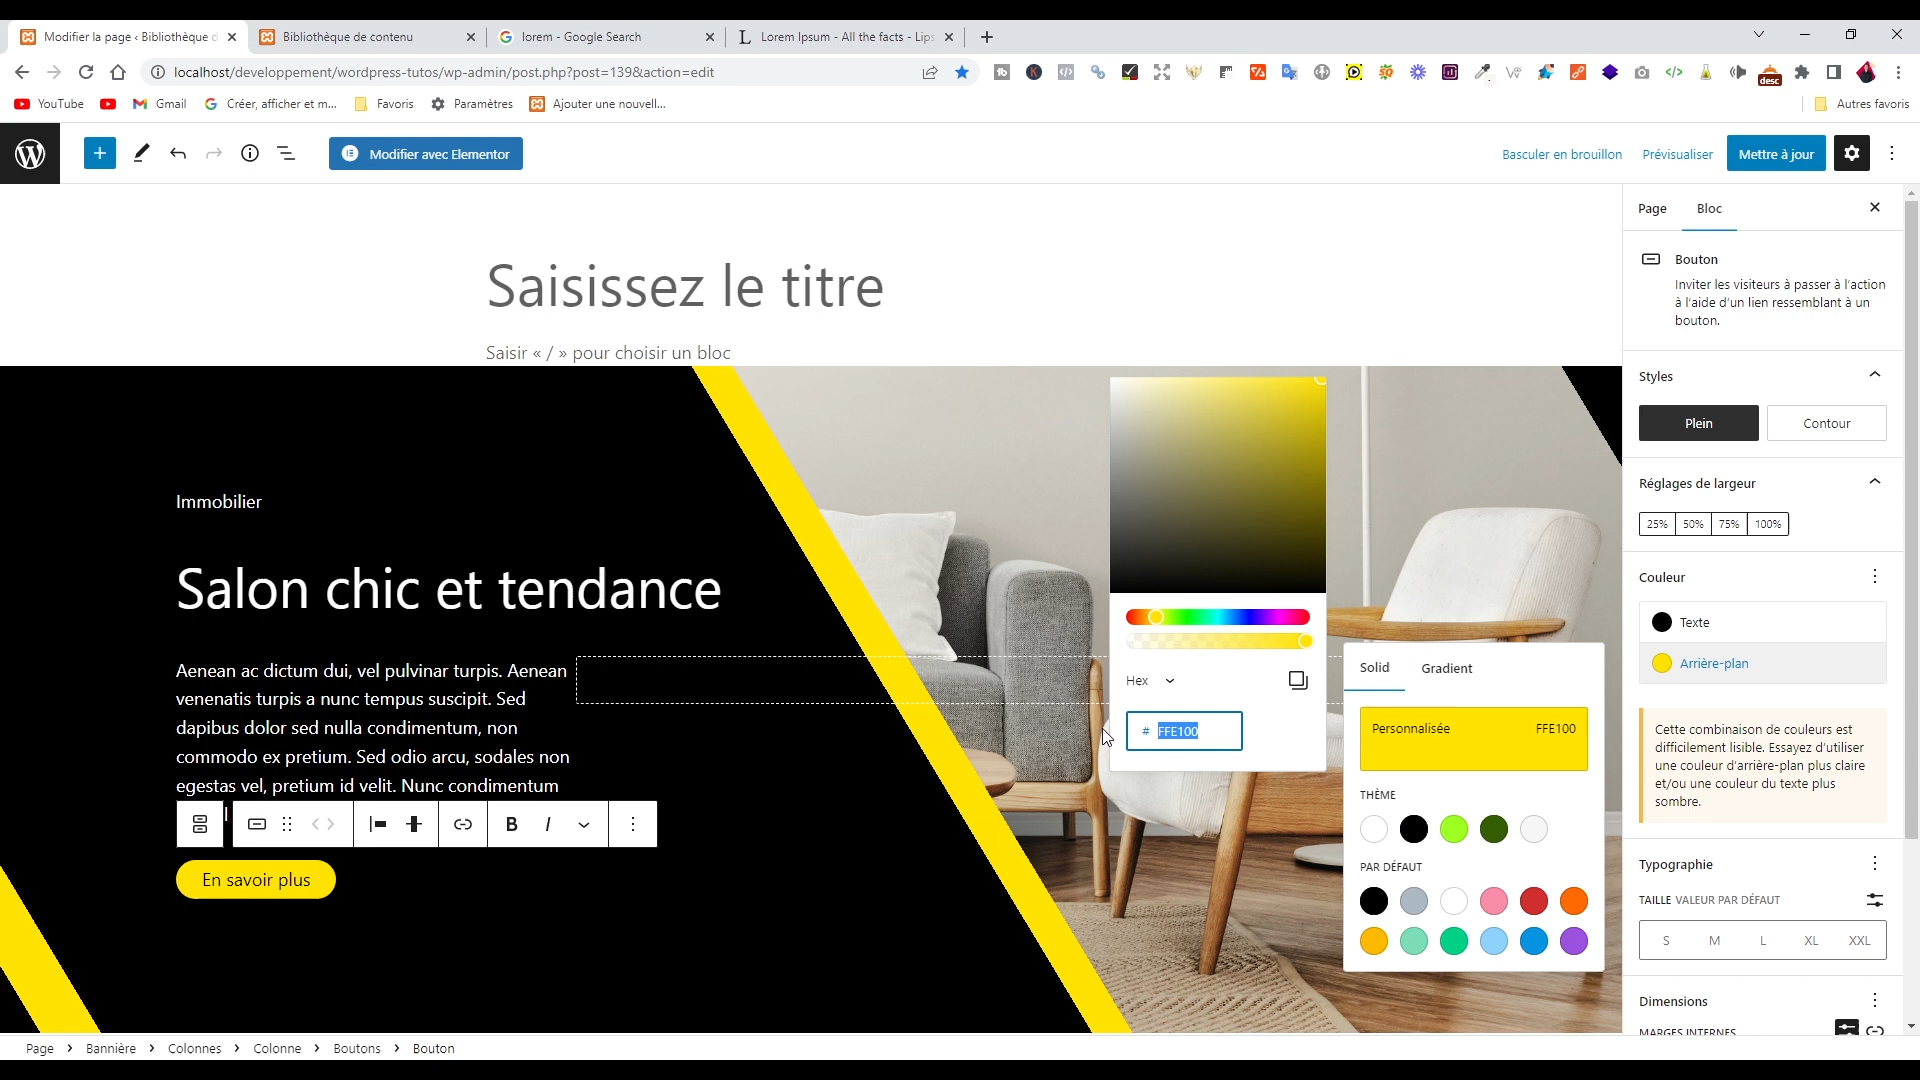 Modifier la page ‹ Bibliothèque d
Bibliothèque de contenu
lorem - Google Search
Lorem Ipsum - All the facts - Lips
localhost/developpement/wordpress-tutos/wp-admin/post.php?post=139&action=edit
desc
YouTube
Gmail
Créer, afficher et m...
Favoris
Paramètres
Ajouter une nouvell...
Autres favoris
Modifier avec Elementor
Basculer en brouillon
Prévisualiser
Mettre à jour
Page
Bloc
Saisissez le titre
Saisir « / » pour choisir un bloc
Bouton
Inviter les visiteurs à passer à l'action
à l'aide d'un lien ressemblant à un
bouton.
Styles
Plein
Contour
Réglages de largeur
25%
50%
75%
100%
Couleur
Texte
Arrière-plan
Cette combinaison de couleurs est
difficilement lisible. Essayez d'utiliser
une couleur d'arrière-plan plus claire
et/ou une couleur du texte plus
sombre.
Typographie
TAILLE VALEUR PAR DÉFAUT
S
M
L
XL
XXL
Dimensions
MARGES INTERNES
Immobilier
Salon chic et tendance
Aenean ac dictum dui, vel pulvinar turpis. Aenean
venenatis turpis a nunc tempus suscipit. Sed
dapibus dolor sed nulla condimentum, non
commodo ex pretium. Sed odio arcu, sodales non
egestas vel, pretium id velit. Nunc condimentum
B
I
En savoir plus
Hex
# FFE100
Solid
Gradient
Personnalisée
FFE100
THÈME
PAR DÉFAUT
Page › Bannière › Colonnes › Colonne › Boutons › Bouton